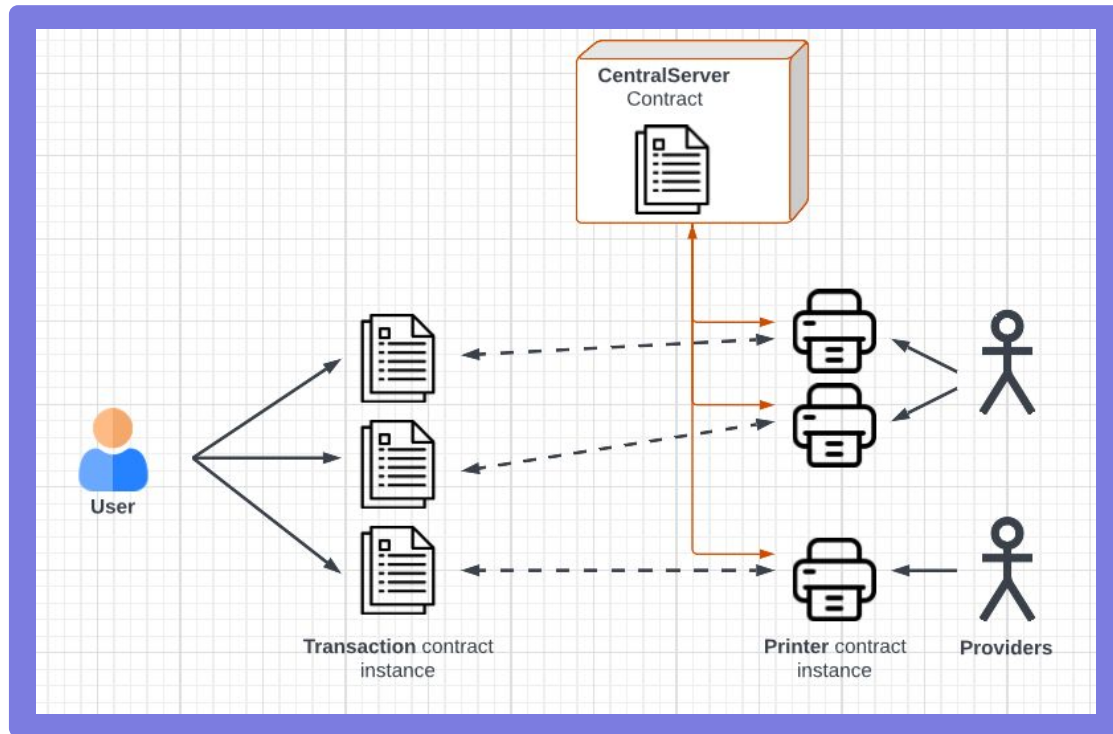 CentralServer
Contract
User
Transaction contract
instance
Printer contract
instance
Providers